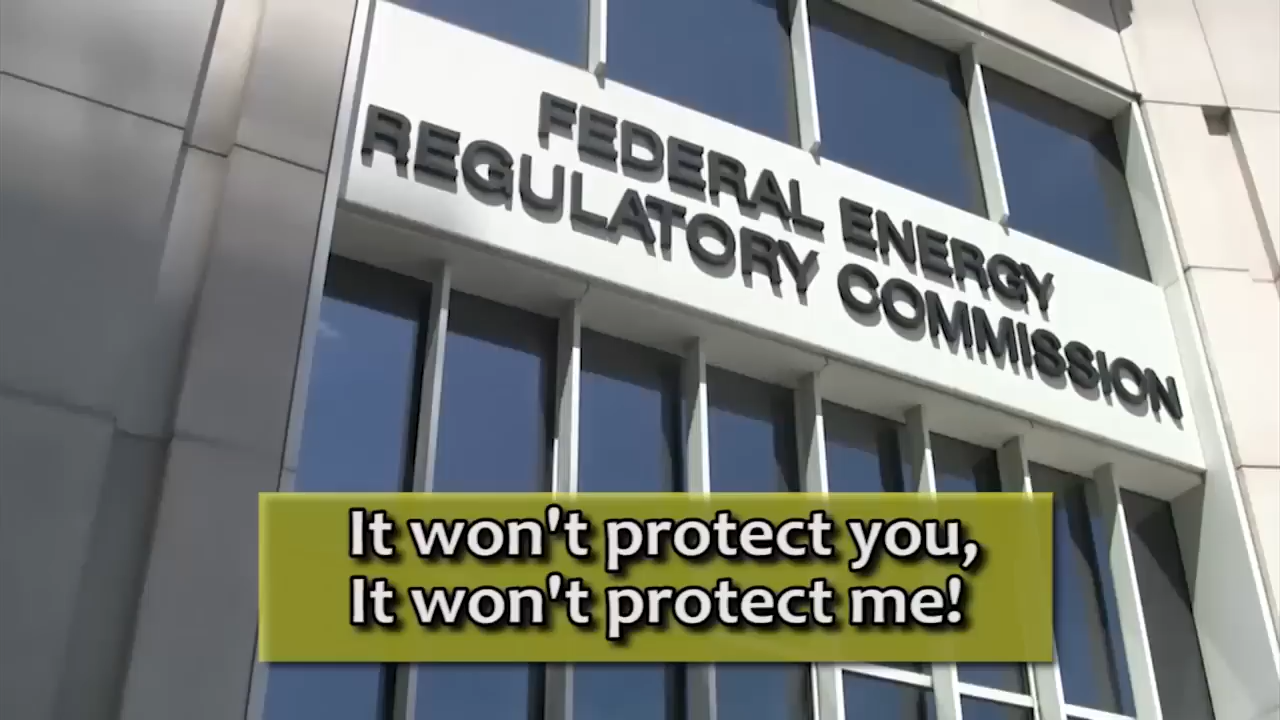 FEDERAL ENERGY
REGULATORY COMMISSION
It won't protect you,
It won't protect me!